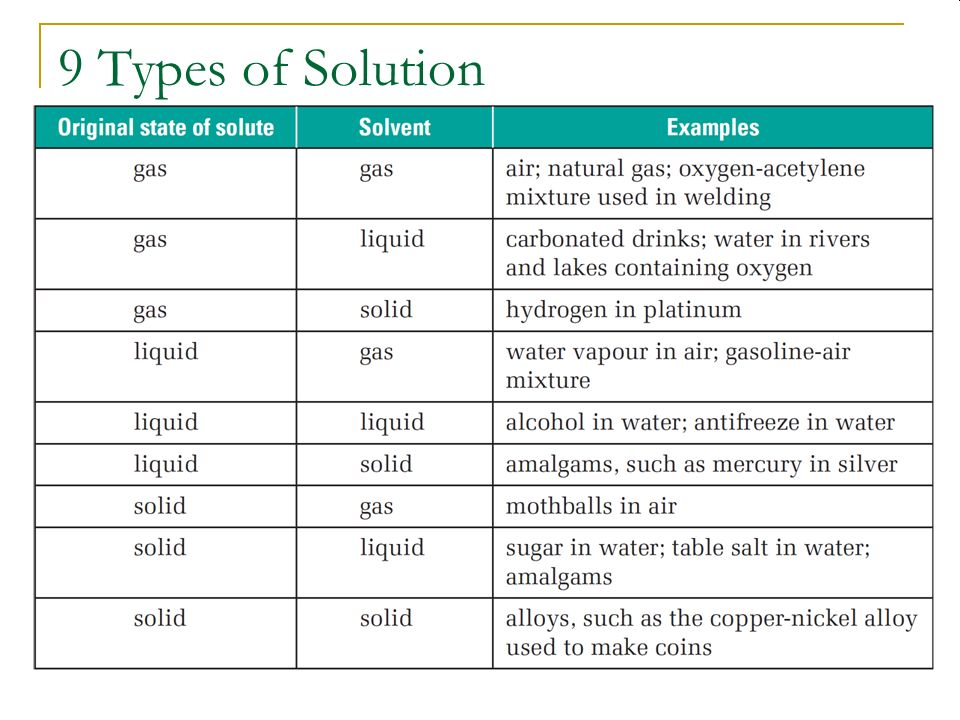 9 Types of Solution
Original state of solute Solvent Examples
gas gas air; natural gas; oxygen-acetylene
mixture used in welding
gas liquid carbonated drinks; water in rivers
and lakes containing oxygen
gas solid hydrogen in platinum
liquid gas water vapour in air; gasoline-air
mixture
liquid liquid alcohol in water; antifreeze in water
liquid solid amalgams, such as mercury in silver
solid gas mothballs in air
solid liquid sugar in water; table salt in water;
amalgams
solid solid alloys, such as the copper-nickel alloy
used to make coins